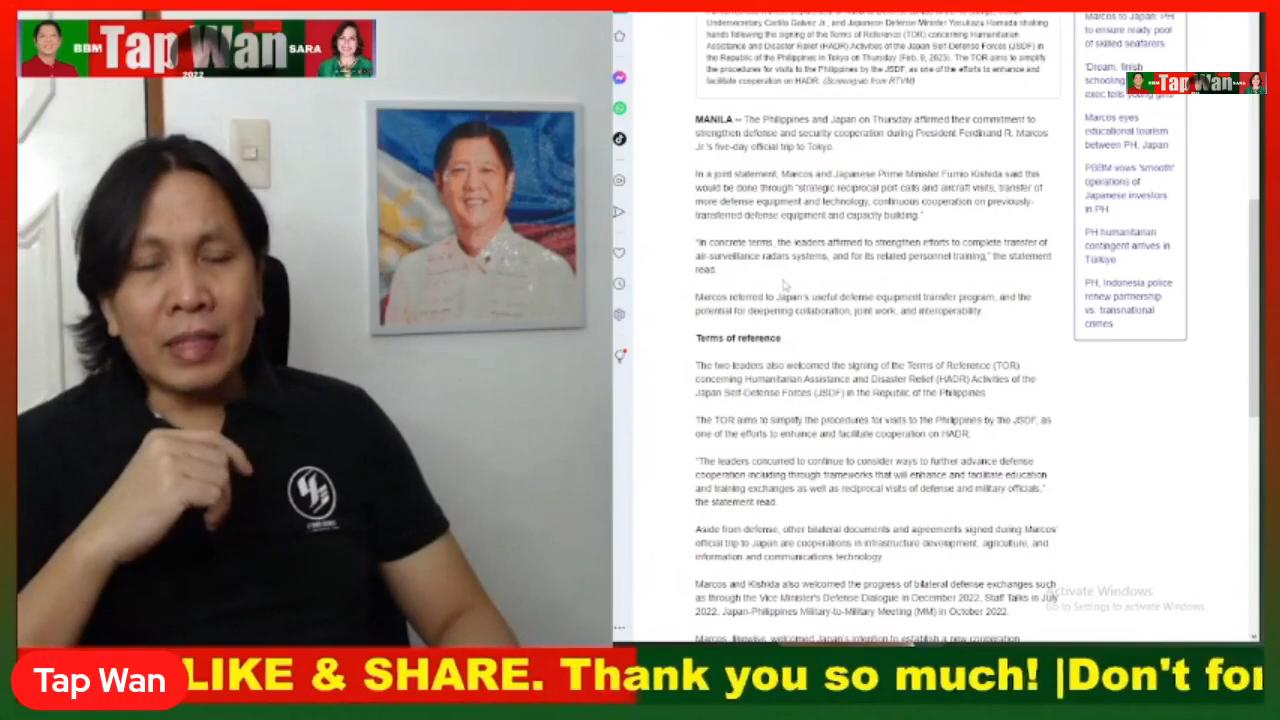 BBM Tap Wan SARA
2022
Undersecretary Carlito Galvez Jr., and Japanese Defense Minister Yasukazu Hamada shaking
hands following the signing of the Terms of Reference (TOR) concerning Humanitarian
Assistance and Disaster Relief (HADR) Activities of the Japan Self-Defense Forces (JSDF) in
the Republic of the Philippines in Tokyo on Thursday (Feb. 9, 2023). The TOR aims to simplify
the procedures for visits to the Philippines by the JSDF, as one of the efforts to enhance and
facilitate cooperation on HADR. (Screengrab from RTVM)
MANILA – The Philippines and Japan on Thursday affirmed their commitment to
strengthen defense and security cooperation during President Ferdinand R. Marcos
Jr.'s five-day official trip to Tokyo.
In a joint statement, Marcos and Japanese Prime Minister Fumio Kishida said this
would be done through "strategic reciprocal port calls and aircraft visits, transfer of
more defense equipment and technology, continuous cooperation on previously-
transferred defense equipment and capacity building."
"In concrete terms, the leaders affirmed to strengthen efforts to complete transfer of
air-surveillance radars systems, and for its related personnel training," the statement
read.
Marcos referred to Japan's useful defense equipment transfer program, and the
potential for deepening collaboration, joint work, and interoperability.
Terms of reference
The two leaders also welcomed the signing of the Terms of Reference (TOR)
concerning Humanitarian Assistance and Disaster Relief (HADR) Activities of the
Japan Self-Defense Forces (JSDF) in the Republic of the Philippines.
The TOR aims to simplify the procedures for visits to the Philippines by the JSDF, as
one of the efforts to enhance and facilitate cooperation on HADR.
"The leaders concurred to continue to consider ways to further advance defense
cooperation including through frameworks that will enhance and facilitate education
and training exchanges as well as reciprocal visits of defense and military officials,"
the statement read.
Aside from defense, other bilateral documents and agreements signed during Marcos'
official trip to Japan are cooperations in infrastructure development, agriculture, and
information and communications technology.
Marcos and Kishida also welcomed the progress of bilateral defense exchanges such
as through the Vice Minister's Defense Dialogue in December 2022, Staff Talks in July
2022, Japan-Philippines Military-to-Military Meeting (MM) in October 2022.
Marcos, likewise, welcomed Japan's intention to establish a new cooperation
Marcos to Japan: PH
to ensure ready pool
of skilled seafarers
'Dream, finish
schooling
exec tells young girls
Tap Wan
Marcos eyes
educational tourism
between PH, Japan
PBBM vows 'smooth'
operations of
Japanese investors
in PH
PH humanitarian
contingent arrives in
Türkiye
PH, Indonesia police
renew partnership
vs. transnational
crimes
Activate Windows
Go to Settings to activate Windows.
Tap Wan
LIKE & SHARE. Thank you so much! |Don't for